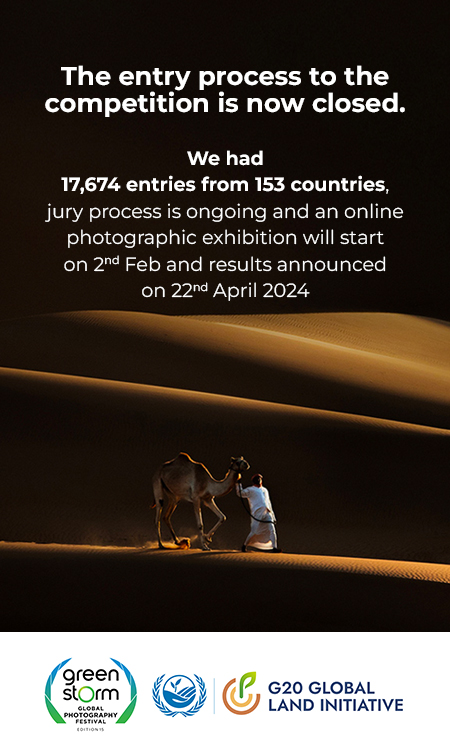 The entry process to the
competition is now closed.
We had
17,674 entries from 153 countries,
jury process is ongoing and an online
photographic exhibition will start
on 2nd Feb and results announced
on 22nd April 2024
green
storm
GLOBAL
PHOTOGRAPHY
FESTIVAL
EDITION 15
G20 GLOBAL
LAND INITIATIVE